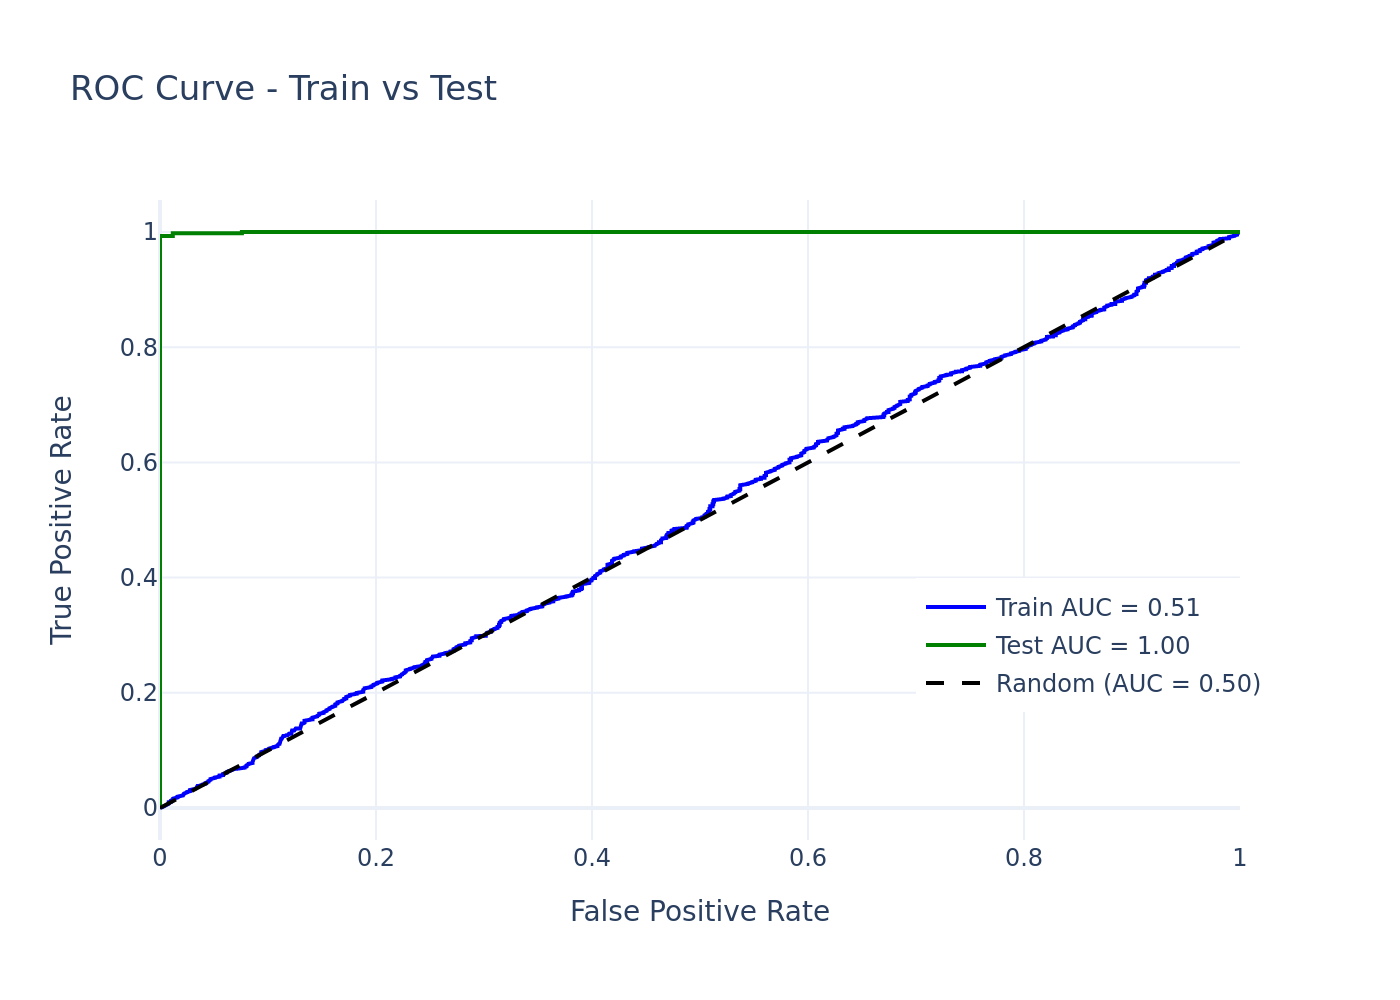 ROC Curve - Train vs Test
1
0.8
0.6
0.4
0.2
0
True Positive Rate
Train AUC = 0.51
Test AUC = 1.00
Random (AUC = 0.50)
0 0.2 0.4 0.6 0.8 1
False Positive Rate